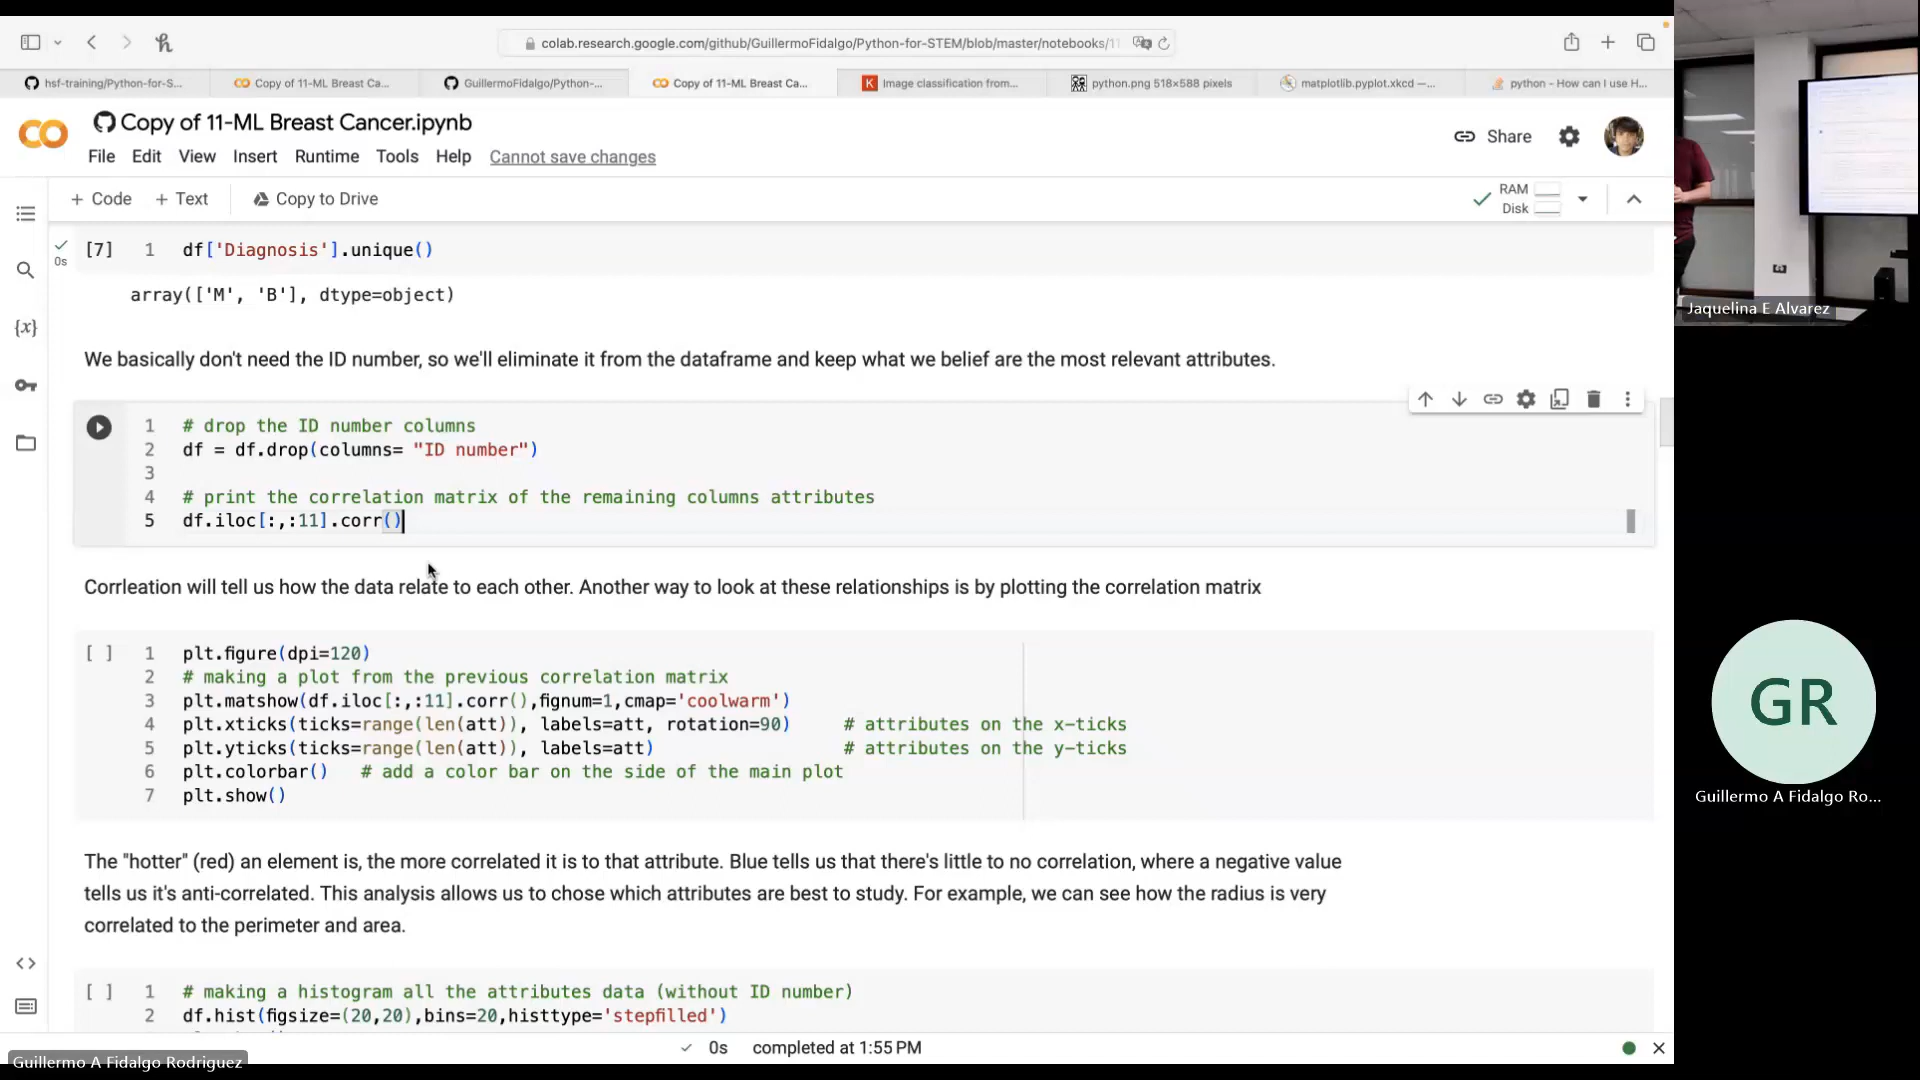 colab.research.google.com/github/GuillermoFidalgo/Python-for-STEM/blob/master/notebooks/1
hsf-training/Python-for-S...
Copy of 11-ML Breast Ca...
GuillermoFidalgo/Python-...
Copy of 11-ML Breast Ca...
Image classification from...
python.png 518×588 pixels
matplotlib.pyplot.xkcd —...
python - How can I use H...
Copy of 11-ML Breast Cancer.ipynb
Share
File Edit View Insert Runtime Tools Help Cannot save changes
+ Code + Text Copy to Drive
RAM
Disk
0s
[7] 1 df['Diagnosis'].unique()
array(['M', 'B'], dtype=object)
We basically don't need the ID number, so we'll eliminate it from the dataframe and keep what we belief are the most relevant attributes.
1 # drop the ID number columns
2 df = df.drop(columns= "ID number")
3
4 # print the correlation matrix of the remaining columns attributes
5 df.iloc[:,:11].corr()
Corrleation will tell us how the data relate to each other. Another way to look at these relationships is by plotting the correlation matrix
[ ] 1 plt.figure(dpi=120)
2 # making a plot from the previous correlation matrix
3 plt.matshow(df.iloc[:,:11].corr(),fignum=1,cmap='coolwarm')
4 plt.xticks(ticks=range(len(att)), labels=att, rotation=90) # attributes on the x-ticks
5 plt.yticks(ticks=range(len(att)), labels=att) # attributes on the y-ticks
6 plt.colorbar() # add a color bar on the side of the main plot
7 plt.show()
The "hotter" (red) an element is, the more correlated it is to that attribute. Blue tells us that there's little to no correlation, where a negative value
tells us it's anti-correlated. This analysis allows us to chose which attributes are best to study. For example, we can see how the radius is very
correlated to the perimeter and area.
[ ] 1 # making a histogram all the attributes data (without ID number)
2 df.hist(figsize=(20,20),bins=20,histtype='stepfilled')
0s completed at 1:55 PM
Guillermo A Fidalgo Rodriguez
Jaquelina E Alvarez
GR
Guillermo A Fidalgo Ro...